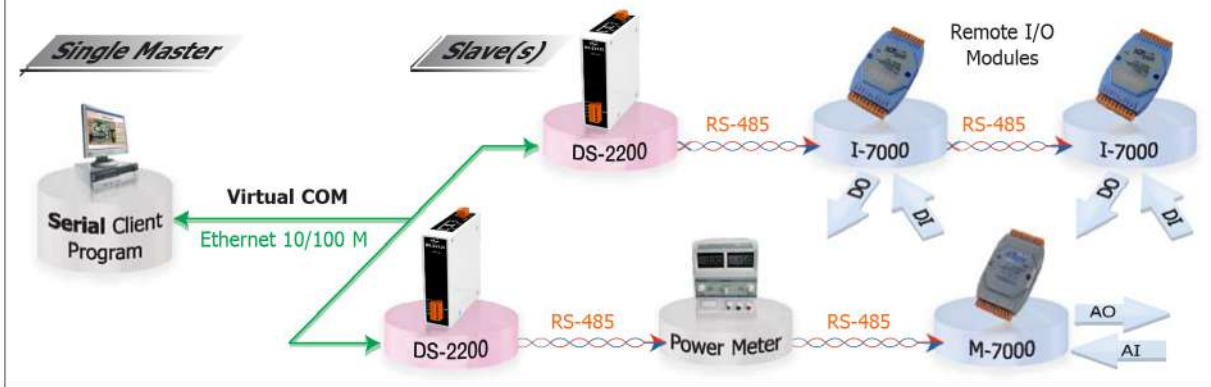 Single Master
Slave(s)
Remote I/O
Modules
RS-485
RS-485
DS-2200
I-7000
I-7000
DO
DI
DO
DI
Virtual COM
Ethernet 10/100 M
Serial Client
Program
RS-485
RS-485
DS-2200
Power Meter
M-7000
AO
AI